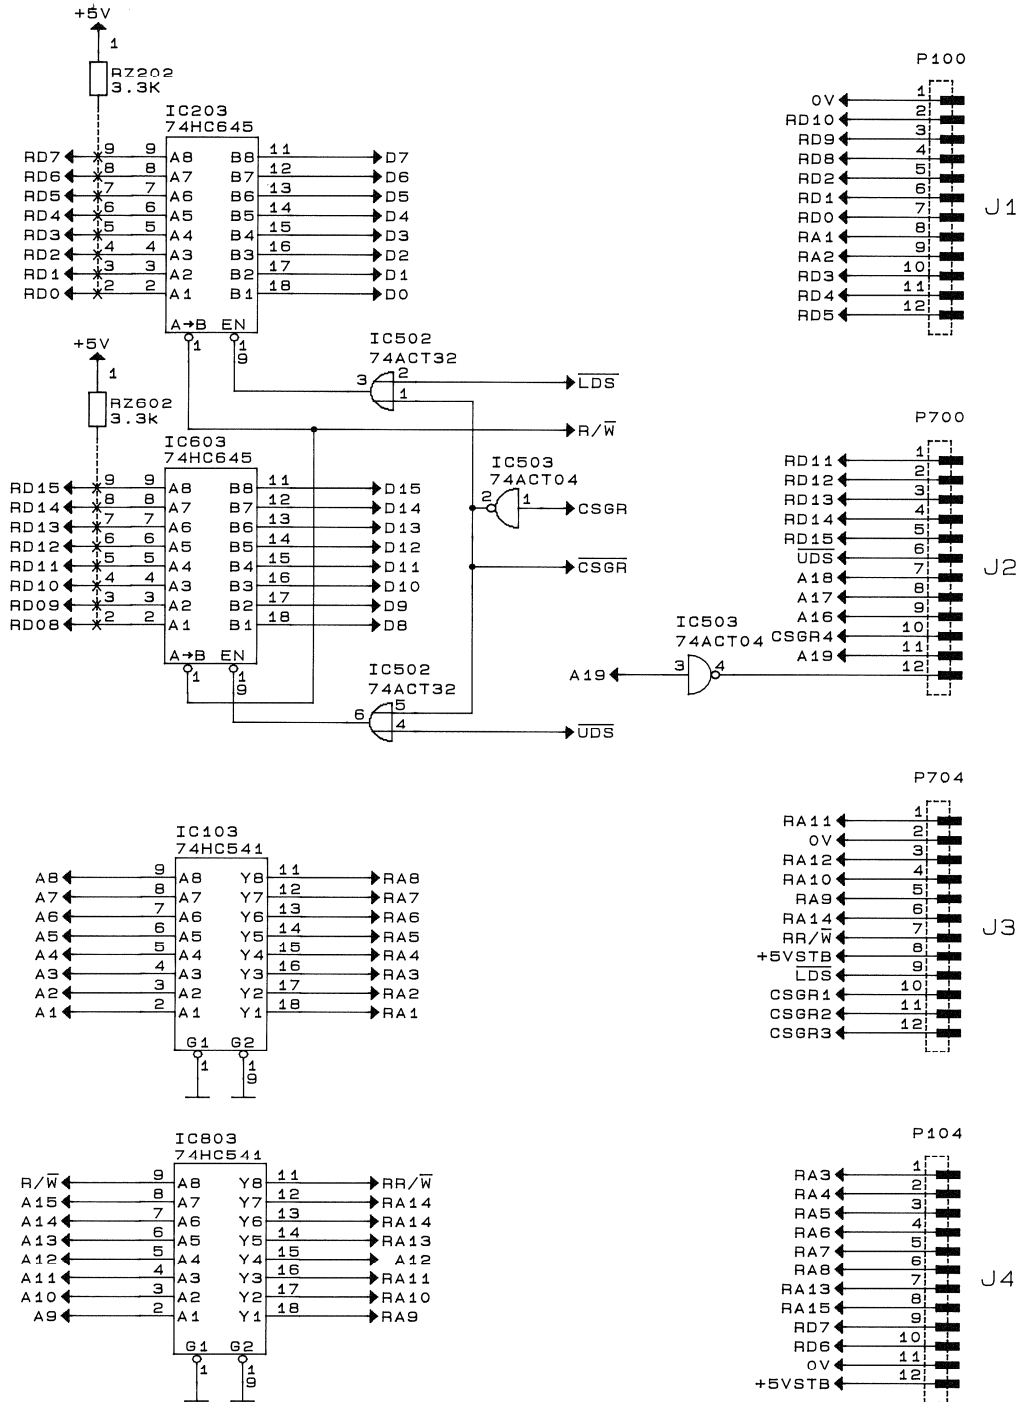 +5V
1
RZ202
3.3K
IC203
74HC645
RD7 9 9 A8 B8 11 D7
RD6 8 8 A7 B7 12 D6
RD5 7 7 A6 B6 13 D5
RD4 6 6 A5 B5 14 D4
RD3 5 5 A4 B4 15 D3
RD2 4 4 A3 B3 16 D2
RD1 3 3 A2 B2 17 D1
RD0 2 2 A1 B1 18 D0
A→B EN
1 19
IC502
74ACT32
3 2 L̅D̅S̅
1
R/W̅
+5V
1
RZ602
3.3K
IC603
74HC645
RD15 9 9 A8 B8 11 D15
RD14 8 8 A7 B7 12 D14
RD13 7 7 A6 B6 13 D13
RD12 6 6 A5 B5 14 D12
RD11 5 5 A4 B4 15 D11
RD10 4 4 A3 B3 16 D10
RD09 3 3 A2 B2 17 D9
RD08 2 2 A1 B1 18 D8
A→B EN
1 19
IC503
74ACT04
2 1 CSGR
C̅S̅G̅R̅
IC502
74ACT32
6 5
4 U̅D̅S̅
IC503
74ACT04
A19 3 4
IC103
74HC541
A8 9 A8 Y8 11 RA8
A7 8 A7 Y7 12 RA7
A6 7 A6 Y6 13 RA6
A5 6 A5 Y5 14 RA5
A4 5 A4 Y4 15 RA4
A3 4 A3 Y3 16 RA3
A2 3 A2 Y2 17 RA2
A1 2 A1 Y1 18 RA1
G1 G2
1 19
IC803
74HC541
R/W̅ 9 A8 Y8 11 RR/W̅
A15 8 A7 Y7 12 RA14
A14 7 A6 Y6 13 RA14
A13 6 A5 Y5 14 RA13
A12 5 A4 Y4 15 A12
A11 4 A3 Y3 16 RA11
A10 3 A2 Y2 17 RA10
A9 2 A1 Y1 18 RA9
G1 G2
1 19
P100
0V 1
RD10 2
RD9 3
RD8 4
RD2 5
RD1 6
RD0 7
RA1 8
RA2 9
RD3 10
RD4 11
RD5 12
J1
P700
RD11 1
RD12 2
RD13 3
RD14 4
RD15 5
U̅D̅S̅ 6
A18 7
A17 8
A16 9
CSGR4 10
A19 11
12
J2
P704
RA11 1
0V 2
RA12 3
RA10 4
RA9 5
RA14 6
RR/W̅ 7
+5VSTB 8
L̅D̅S̅ 9
CSGR1 10
CSGR2 11
CSGR3 12
J3
P104
RA3 1
RA4 2
RA5 3
RA6 4
RA7 5
RA8 6
RA13 7
RA15 8
RD7 9
RD6 10
0V 11
+5VSTB 12
J4